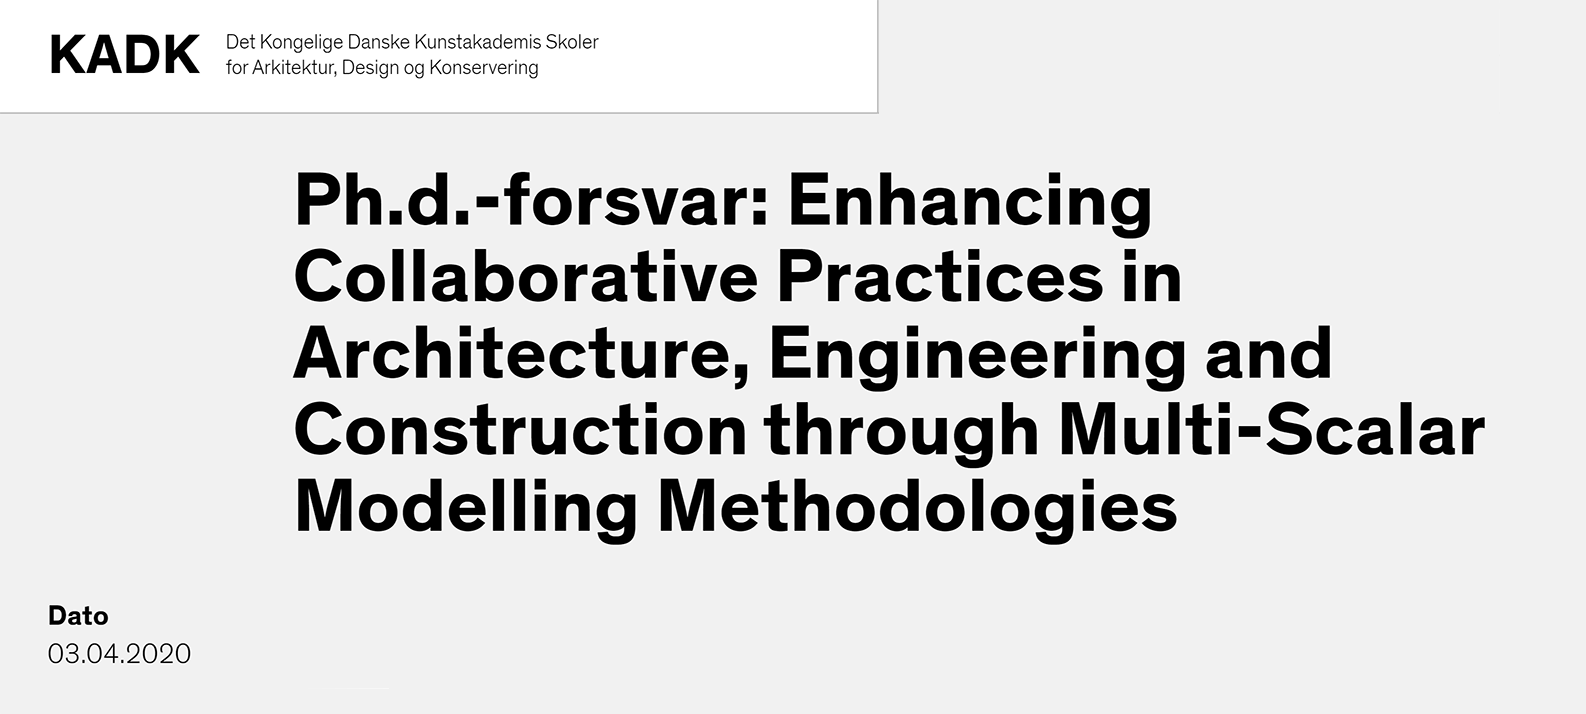 KADK
Det Kongelige Danske Kunstakademis Skoler
for Arkitektur, Design og Konservering
Ph.d.-forsvar: Enhancing
Collaborative Practices in
Architecture, Engineering and
Construction through Multi-Scalar
Modelling Methodologies
Dato
03.04.2020